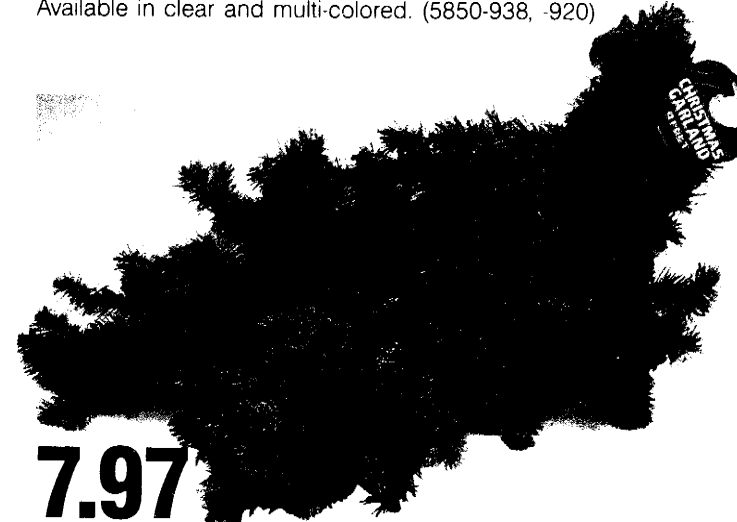 Available in clear and multi-colored. (5850-938, -920)
CHRISTMAS
GARLAND
7.97